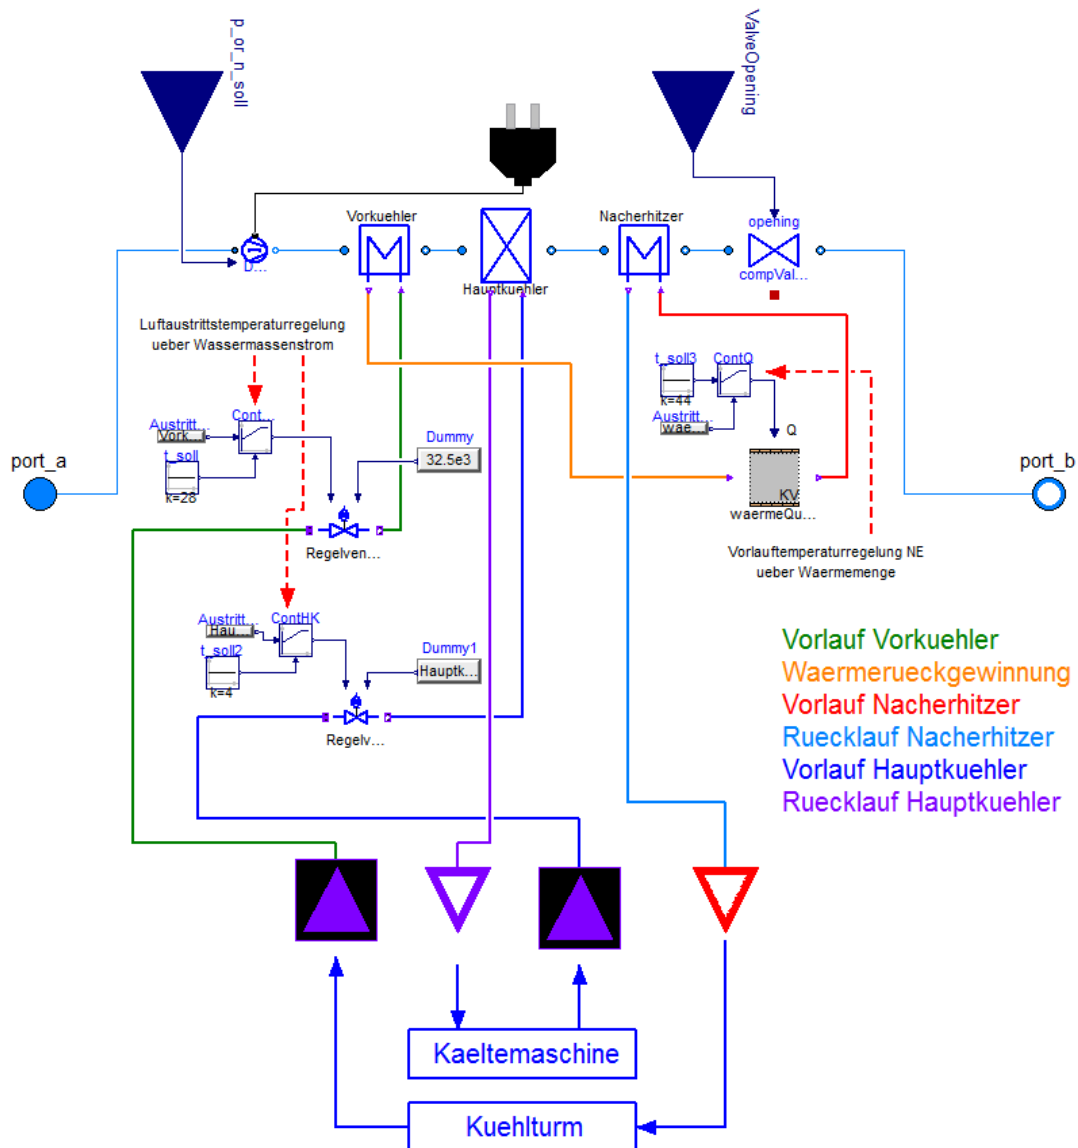 p_or_n_soll
ValveOpening
Vorkuehler
Nacherhitzer
opening
D...
Hauptkuehler
compVal...
Luftaustrittstemperaturregelung
ueber Wassermassenstrom
t_soll3
ContQ
k=44
Austritt...
wae...
Q
Austritt...
Cont...
Vork...
t_soll
k=28
Dummy
32.5e3
port_a
port_b
KV
waermeQu...
Regelven...
Vorlauftemperaturregelung NE
ueber Waermemenge
Austritt...
ContHK
Hau...
t_soll2
k=4
Dummy1
Hauptk...
Regelv...
Vorlauf Vorkuehler
Waermerueckgewinnung
Vorlauf Nacherhitzer
Ruecklauf Nacherhitzer
Vorlauf Hauptkuehler
Ruecklauf Hauptkuehler
Kaeltemaschine
Kuehlturm